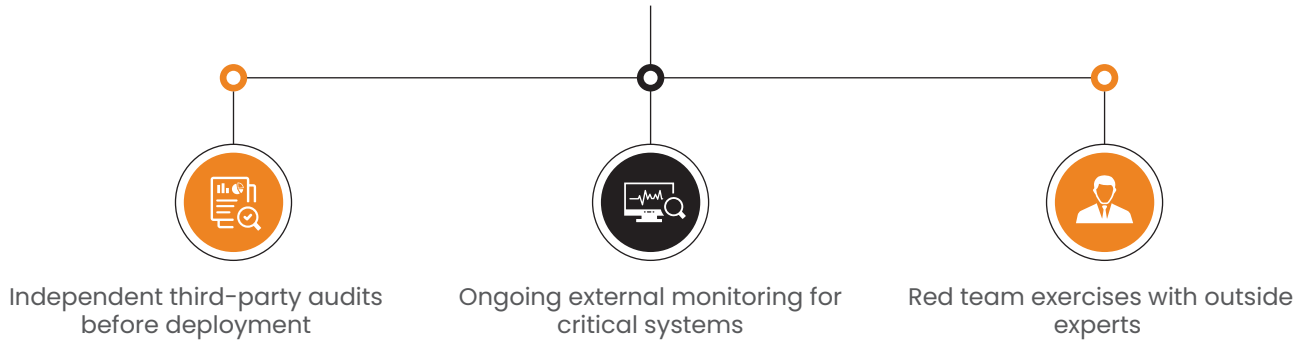 Independent third-party audits
before deployment
Ongoing external monitoring for
critical systems
Red team exercises with outside
experts